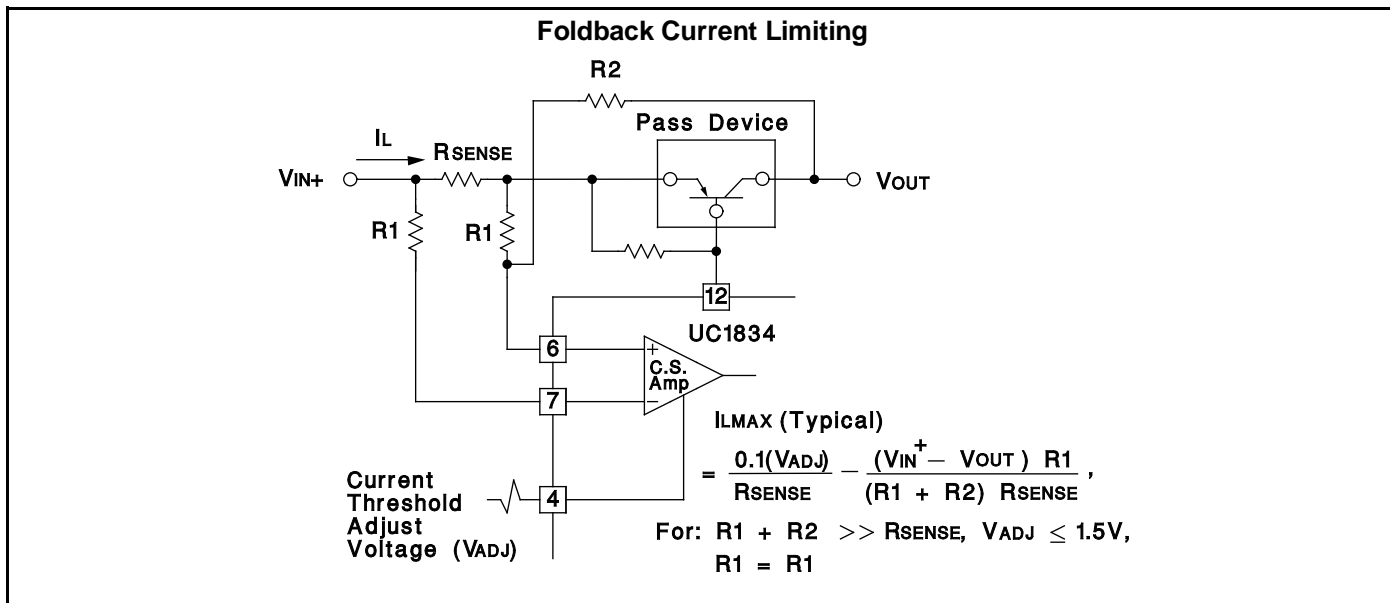 Foldback Current Limiting
R2
Pass Device
IL
RSENSE
VIN+
VOUT
R1
R1
12
UC1834
6
+
C.S.
Amp
7
−
ILMAX (Typical)
= 0.1(VADJ) / RSENSE − (VIN+ − VOUT) R1 / (R1 + R2) RSENSE ,
Current
Threshold
Adjust
Voltage (VADJ)
4
For: R1 + R2 >> RSENSE, VADJ ≤ 1.5V,
R1 = R1